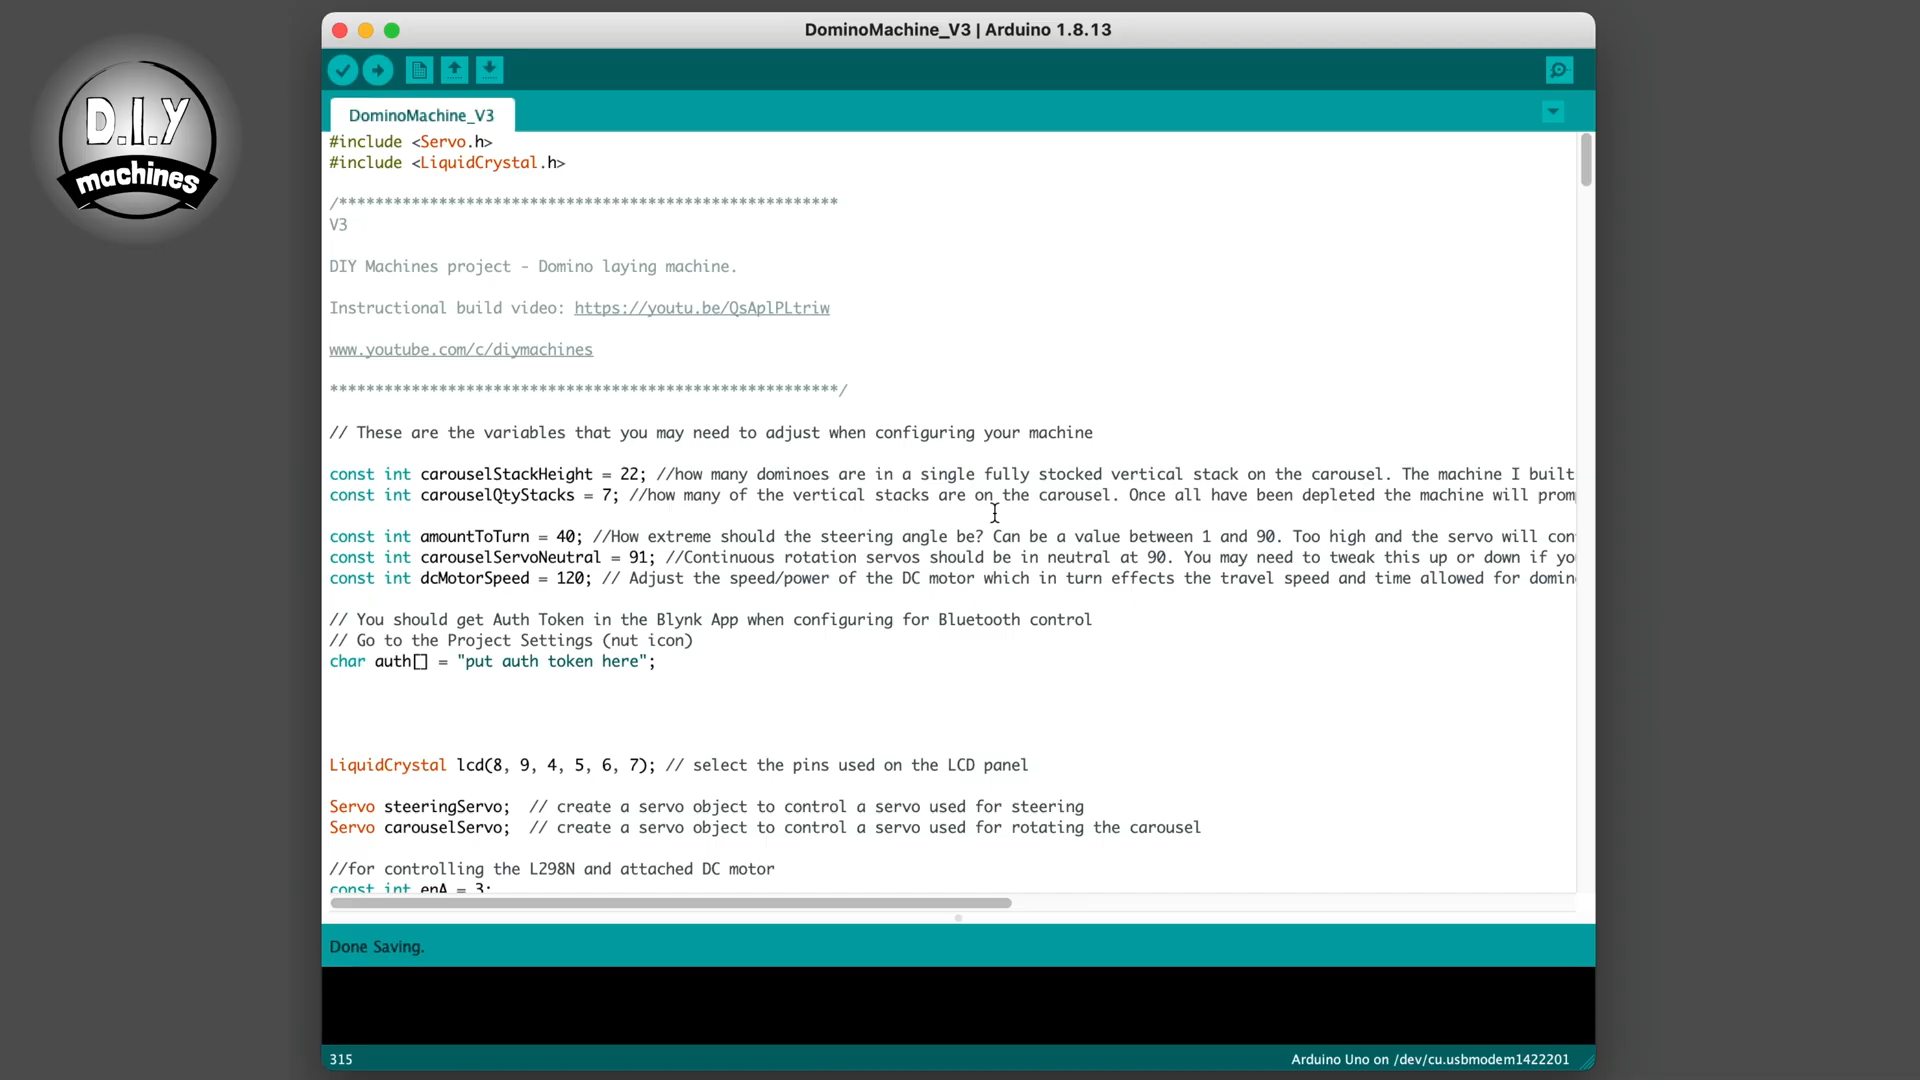 D.I.Y
machines
DominoMachine_V3 | Arduino 1.8.13
DominoMachine_V3
#include <Servo.h>
#include <LiquidCrystal.h>
/*******************************************************
V3
DIY Machines project - Domino laying machine.
Instructional build video: https://youtu.be/QsAplPLtriw
www.youtube.com/c/diymachines
********************************************************/
// These are the variables that you may need to adjust when configuring your machine
const int carouselStackHeight = 22; //how many dominoes are in a single fully stocked vertical stack on the carousel. The machine I built
const int carouselQtyStacks = 7; //how many of the vertical stacks are on the carousel. Once all have been depleted the machine will prom
const int amountToTurn = 40; //How extreme should the steering angle be? Can be a value between 1 and 90. Too high and the servo will con
const int carouselServoNeutral = 91; //Continuous rotation servos should be in neutral at 90. You may need to tweak this up or down if yo
const int dcMotorSpeed = 120; // Adjust the speed/power of the DC motor which in turn effects the travel speed and time allowed for domin
// You should get Auth Token in the Blynk App when configuring for Bluetooth control
// Go to the Project Settings (nut icon)
char auth[] = "put auth token here";
LiquidCrystal lcd(8, 9, 4, 5, 6, 7); // select the pins used on the LCD panel
Servo steeringServo;  // create a servo object to control a servo used for steering
Servo carouselServo;  // create a servo object to control a servo used for rotating the carousel
//for controlling the L298N and attached DC motor
const int enA = 3;
Done Saving.
315
Arduino Uno on /dev/cu.usbmodem1422201